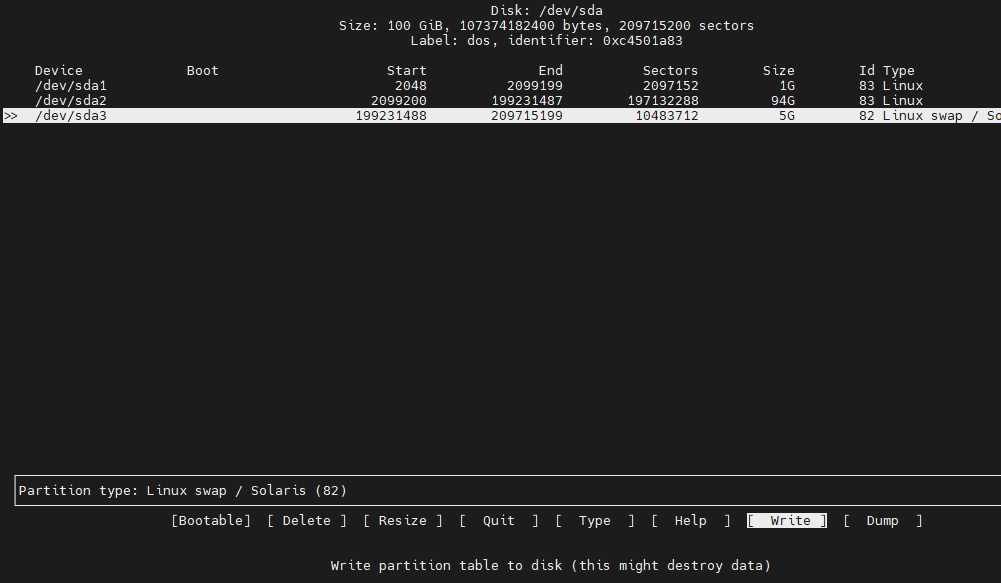 Disk: /dev/sda
Size: 100 GiB, 107374182400 bytes, 209715200 sectors
Label: dos, identifier: 0xc4501a83
Device Boot Start End Sectors Size Id Type
/dev/sda1 2048 2099199 2097152 1G 83 Linux
/dev/sda2 2099200 199231487 197132288 94G 83 Linux
>> /dev/sda3 199231488 209715199 10483712 5G 82 Linux swap / So
Partition type: Linux swap / Solaris (82)
[Bootable] [ Delete ] [ Resize ] [ Quit ] [ Type ] [ Help ] [ Write ] [ Dump ]
Write partition table to disk (this might destroy data)